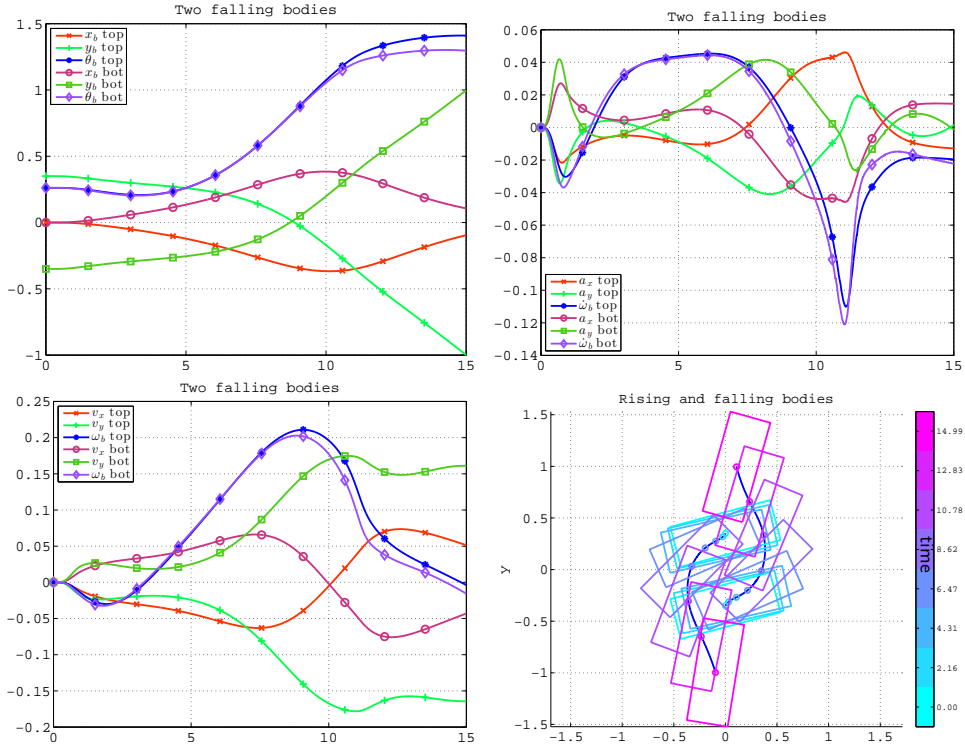 Two falling bodies
1.5
1
0.5
0
-0.5
-1
0 5 10 15
x_b top
y_b top
θ_b top
x_b bot
y_b bot
θ_b bot
Two falling bodies
0.06
0.04
0.02
0
-0.02
-0.04
-0.06
-0.08
-0.1
-0.12
-0.14
0 5 10 15
a_x top
a_y top
ω̇_b top
a_x bot
a_y bot
ω̇_b bot
Two falling bodies
0.25
0.2
0.15
0.1
0.05
0
-0.05
-0.1
-0.15
-0.2
0 5 10 15
v_x top
v_y top
ω_b top
v_x bot
v_y bot
ω_b bot
Rising and falling bodies
1.5
1
0.5
0
-0.5
-1
-1.5
Y
-1.5 -1 -0.5 0 0.5 1 1.5
14.99
12.83
10.78
8.62
6.47
4.31
2.16
0.00
time